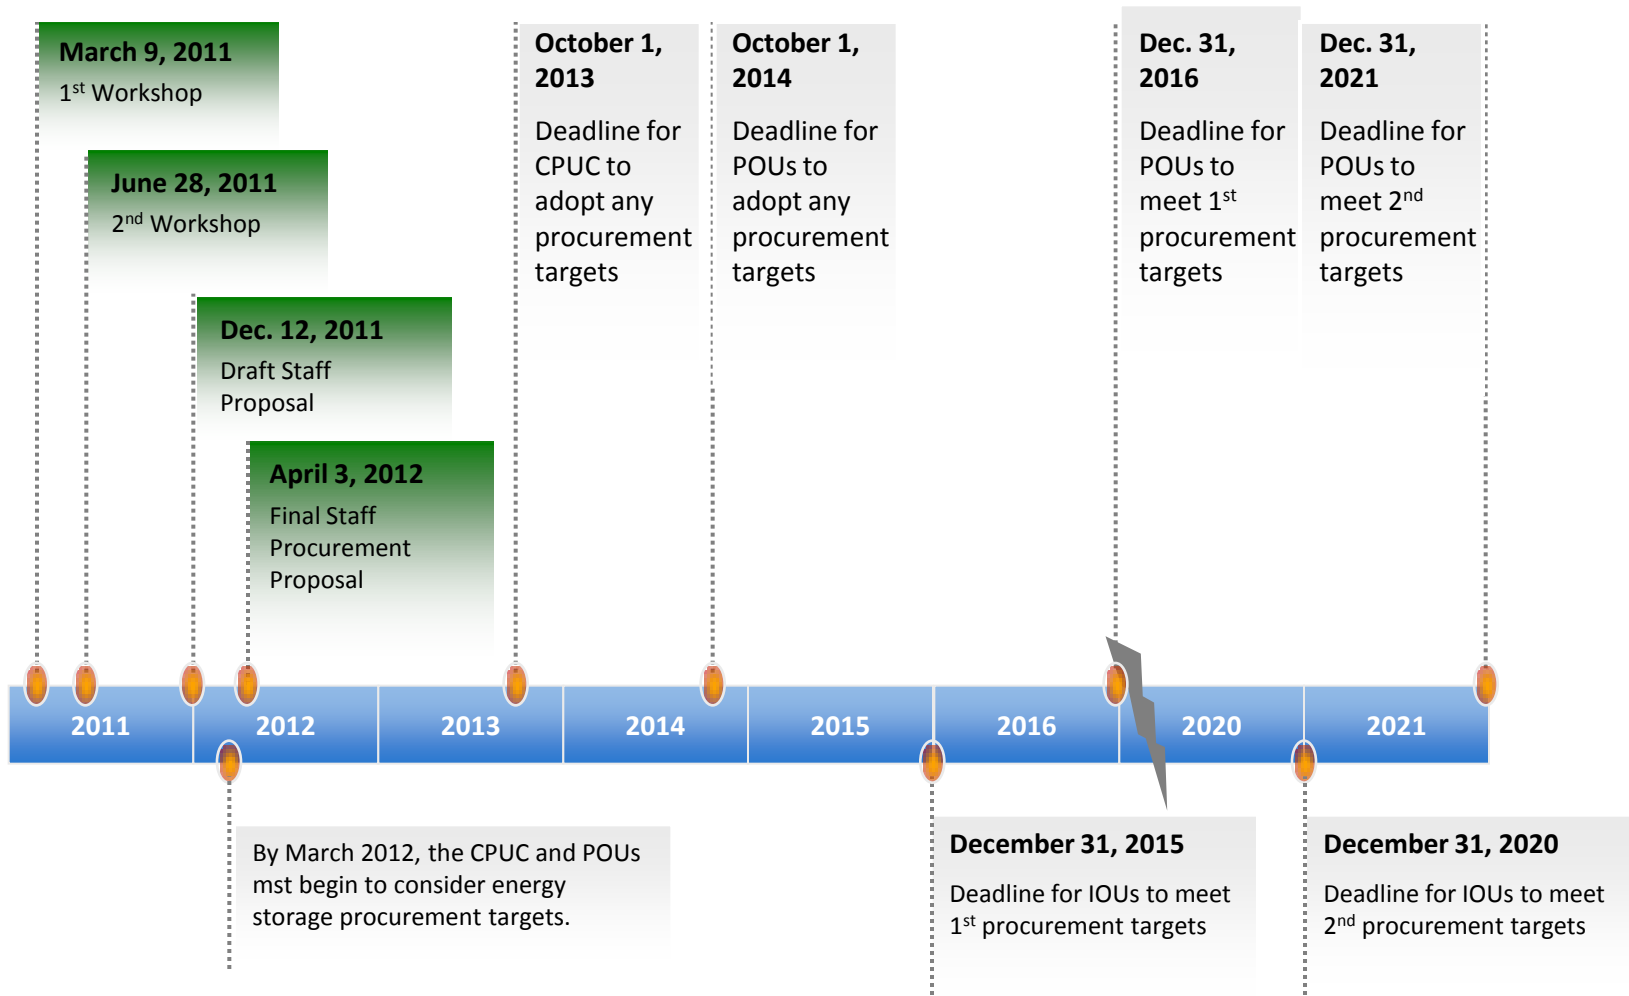 March 9, 2011
1st Workshop
June 28, 2011
2nd Workshop
Dec. 12, 2011
Draft Staff
Proposal
April 3, 2012
Final Staff
Procurement
Proposal
October 1,
2013
Deadline for
CPUC to
adopt any
procurement
targets
October 1,
2014
Deadline for
POUs to
adopt any
procurement
targets
Dec. 31,
2016
Deadline for
POUs to
meet 1st
procurement
targets
Dec. 31,
2021
Deadline for
POUs to
meet 2nd
procurement
targets
2011
2012
2013
2014
2015
2016
2020
2021
By March 2012, the CPUC and POUs
mst begin to consider energy
storage procurement targets.
December 31, 2015
Deadline for IOUs to meet
1st procurement targets
December 31, 2020
Deadline for IOUs to meet
2nd procurement targets